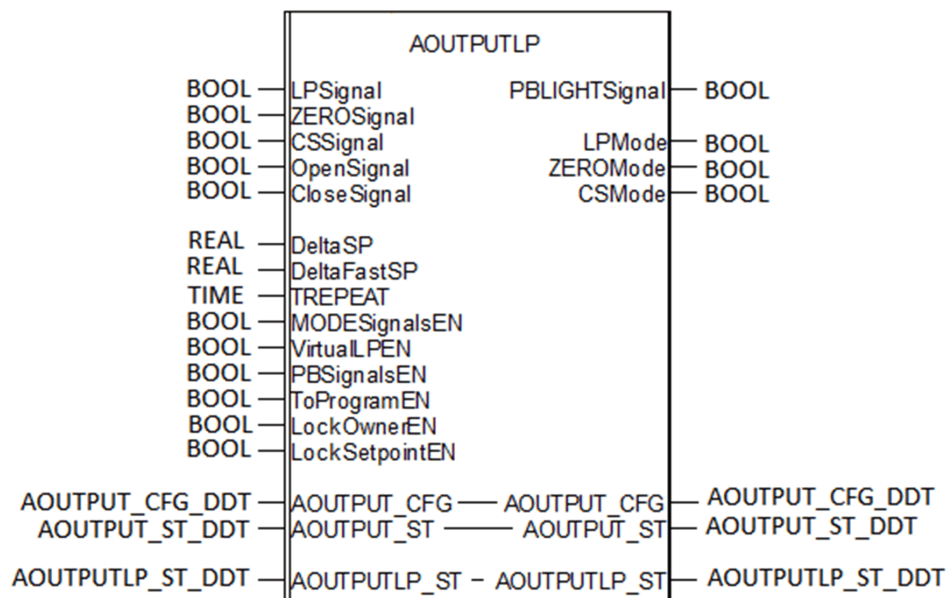 AOUTPUTLP
BOOL LPSignal PBLIGHTSignal BOOL
BOOL ZEROSignal
BOOL CSSignal LPMode BOOL
BOOL OpenSignal ZEROMode BOOL
BOOL CloseSignal CSMode BOOL
REAL DeltaSP
REAL DeltaFastSP
TIME TREPEAT
BOOL MODESignalsEN
BOOL VirtualLPEN
BOOL PBSignalsEN
BOOL ToProgramEN
BOOL LockOwnerEN
BOOL LockSetpointEN
AOUTPUT_CFG_DDT AOUTPUT_CFG AOUTPUT_CFG AOUTPUT_CFG_DDT
AOUTPUT_ST_DDT AOUTPUT_ST AOUTPUT_ST AOUTPUT_ST_DDT
AOUTPUTLP_ST_DDT AOUTPUTLP_ST AOUTPUTLP_ST AOUTPUTLP_ST_DDT